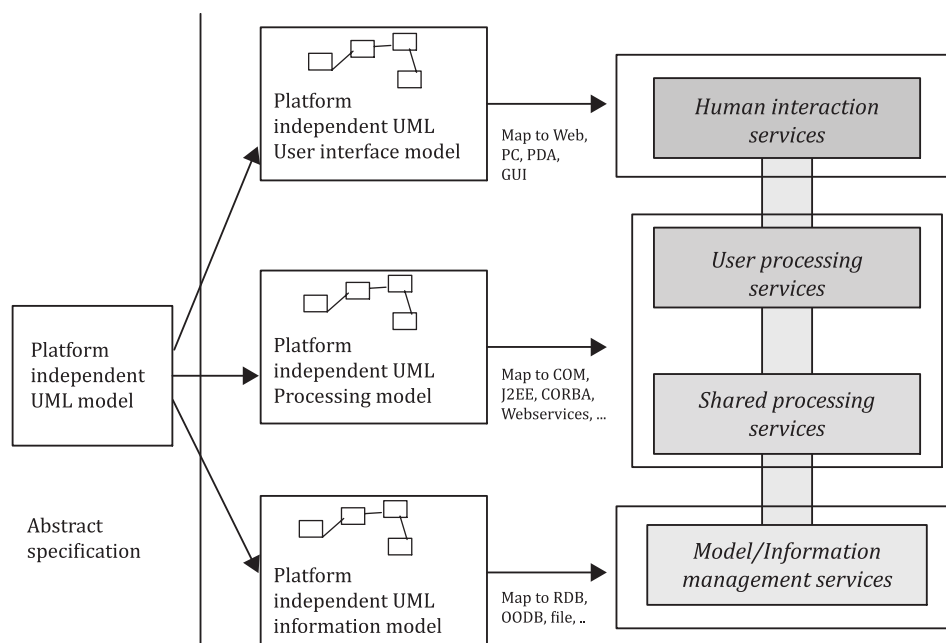 Platform
independent UML
User interface model
Map to Web,
PC, PDA,
GUI
Human interaction
services
User processing
services
Platform
independent
UML model
Platform
independent UML
Processing model
Map to COM,
J2EE, CORBA,
Webservices, ...
Shared processing
services
Abstract
specification
Platform
independent UML
information model
Map to RDB,
OODB, file, ..
Model/Information
management services